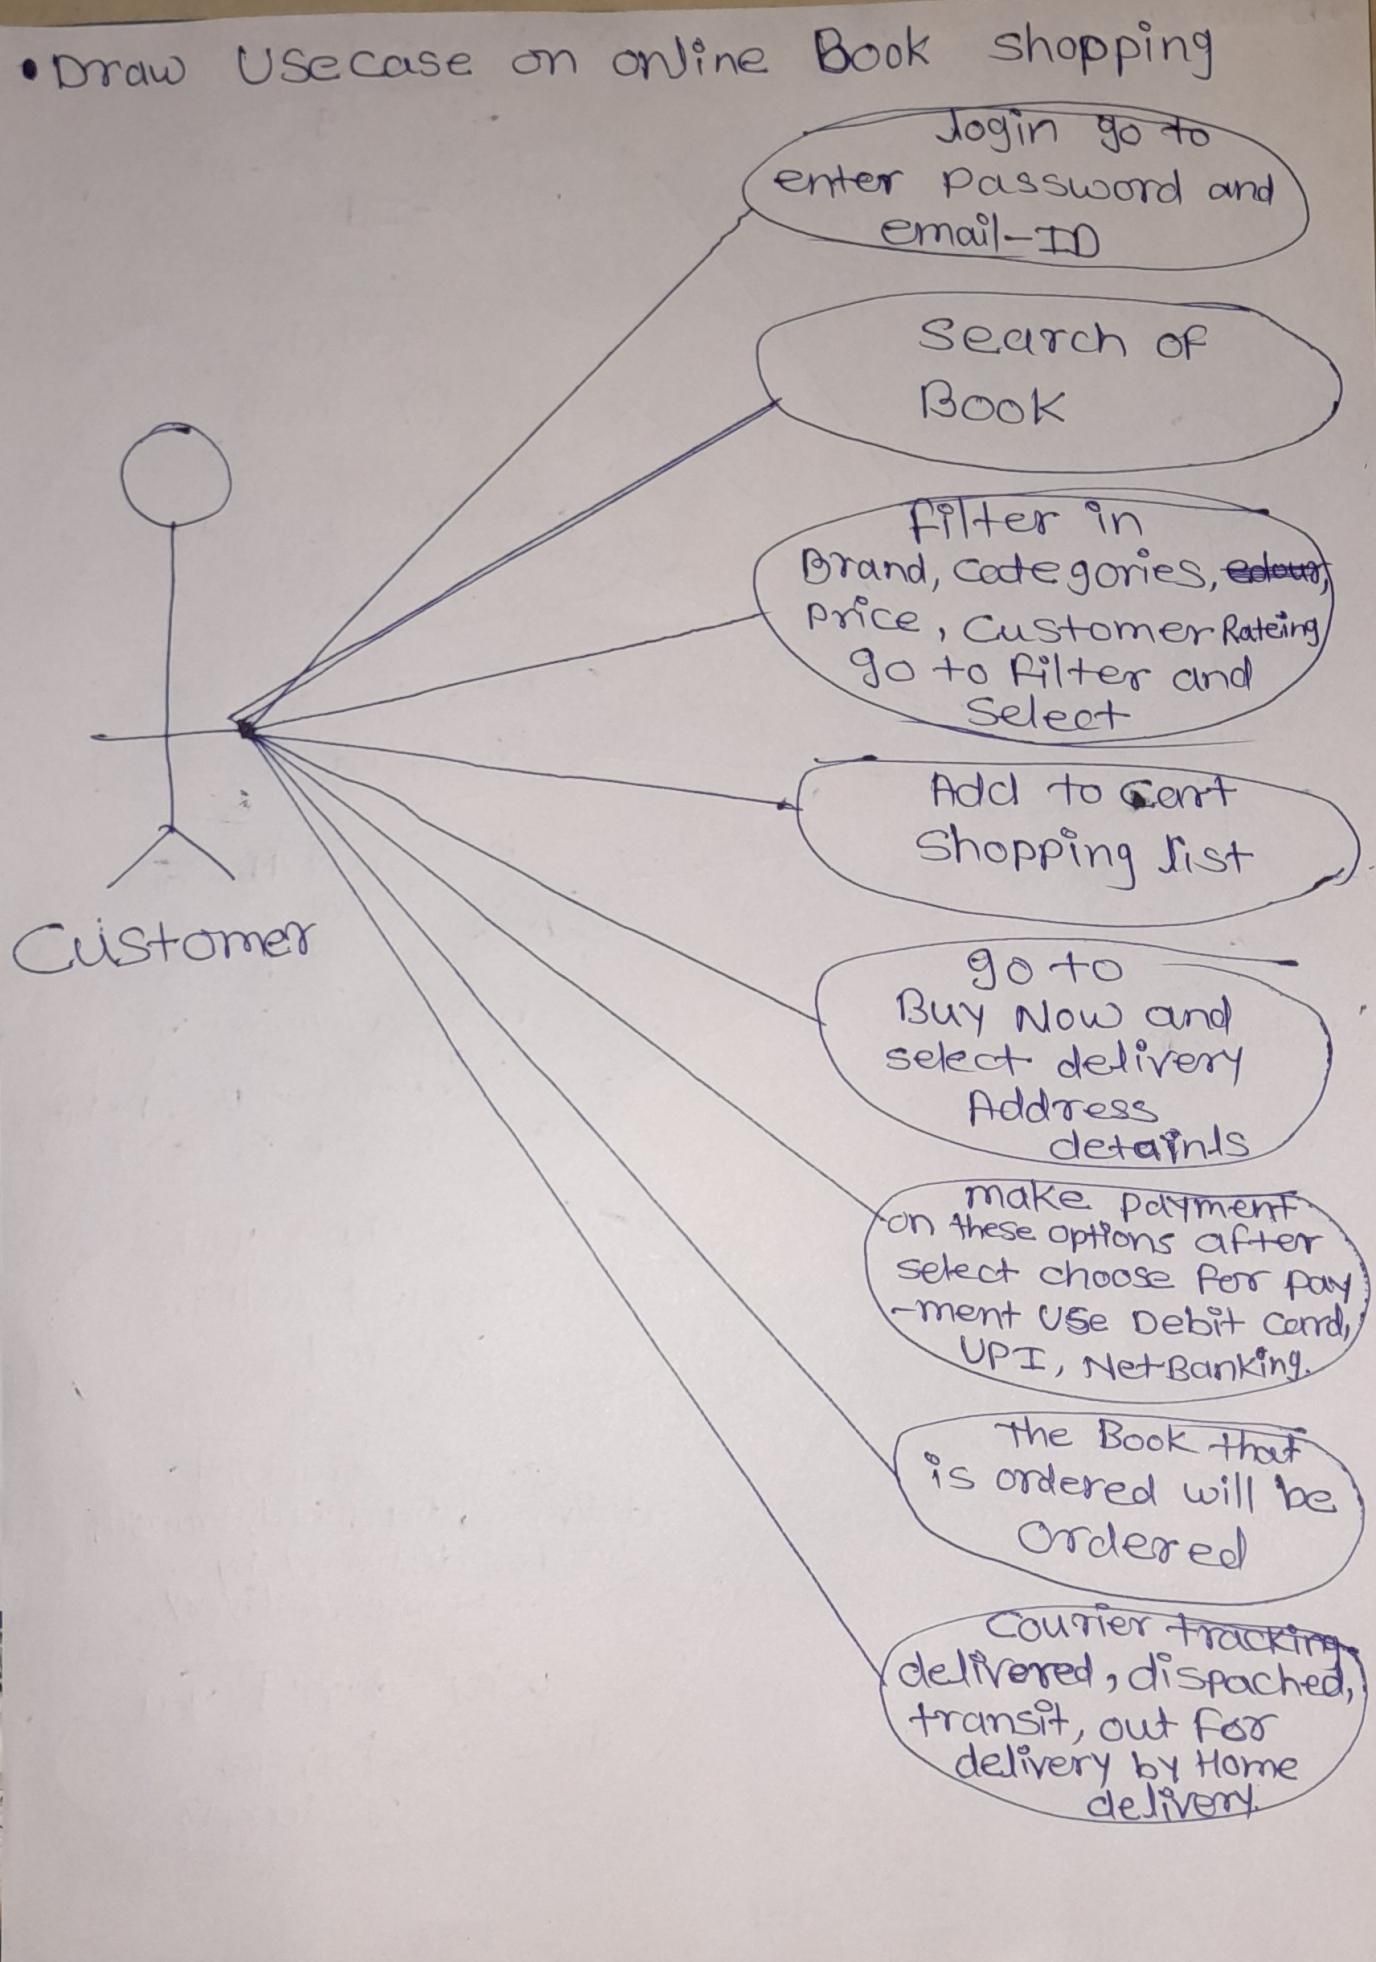 • Draw Usecase on online Book shopping
login go to
enter password and
email-ID
Search of
Book
Filter in
Brand, categories,
price, Customer Rateing
go to filter and
Select
Add to Cart
Shopping list
Customer
go to
Buy Now and
select delivery
Address
make payment
on these options after
select choose for pay
-ment Use Debit Card,
UPI, NetBanking.
the Book that
is ordered will be
ordered
Courier tracking
delivered, dispached,
transit, out for
delivery by Home
delivery.